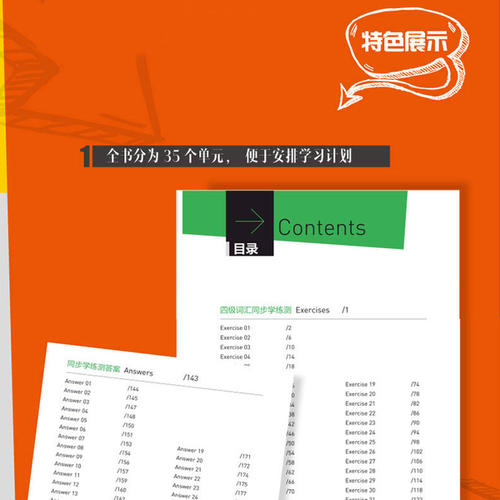 特色展示
1 全书分为 35 个单元, 便于安排学习计划
目录 Contents
四级词汇同步学练测 Exercises /1
Exercise 01 /2
Exercise 02 /6
Exercise 03 /10
Exercise 04 /14
/18
Exercise 19 /74
Exercise 20 /78
Exercise 21 /82
Exercise 22 /86
Exercise 23 /90
Exercise 24 /94
Exercise 25 /98
Exercise 26 /102
Exercise 27 /106
Exercise 28 /110
Exercise 29 /114
Exercise 30 /118
同步学练测答案 Answers /143
Answer 01 /144
Answer 02 /145
Answer 03 /147
Answer 04 /148
Answer 05 /150
Answer 06 /151
Answer 07 /153
Answer 08 /154
Answer 09
Answer 10
Answer 11
Answer 12
Answer 19 /171
Answer 20 /172
Answer 21 /174
Answer 22 /175
Answer 23 /177